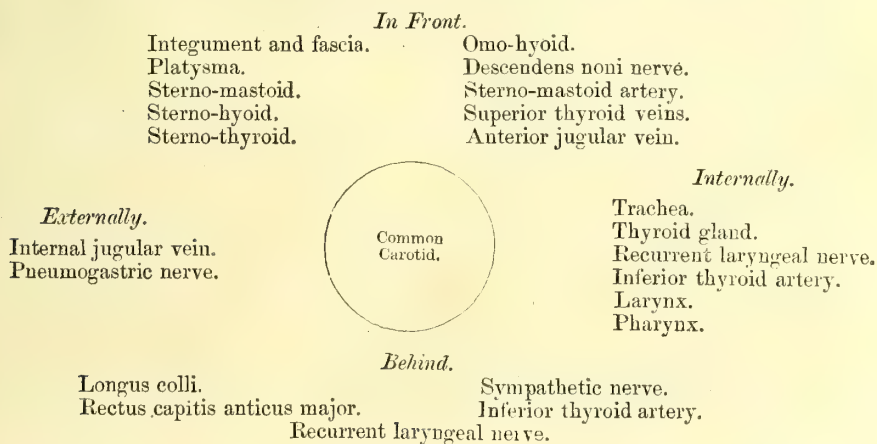 In Front.
Integument and fascia.
Platysma.
Sterno-mastoid.
Sterno-hyoid.
Sterno-thyroid.
Omo-hyoid.
Descendens noni nerve.
Sterno-mastoid artery.
Superior thyroid veins.
Anterior jugular vein.
Externally.
Internal jugular vein.
Pneumogastric nerve.
Common
Carotid.
Internally.
Trachea.
Thyroid gland.
Recurrent laryngeal nerve.
Inferior thyroid artery.
Larynx.
Pharynx.
Behind.
Longus colli.
Rectus capitis anticus major.
Sympathetic nerve.
Inferior thyroid artery.
Recurrent laryngeal nerve.